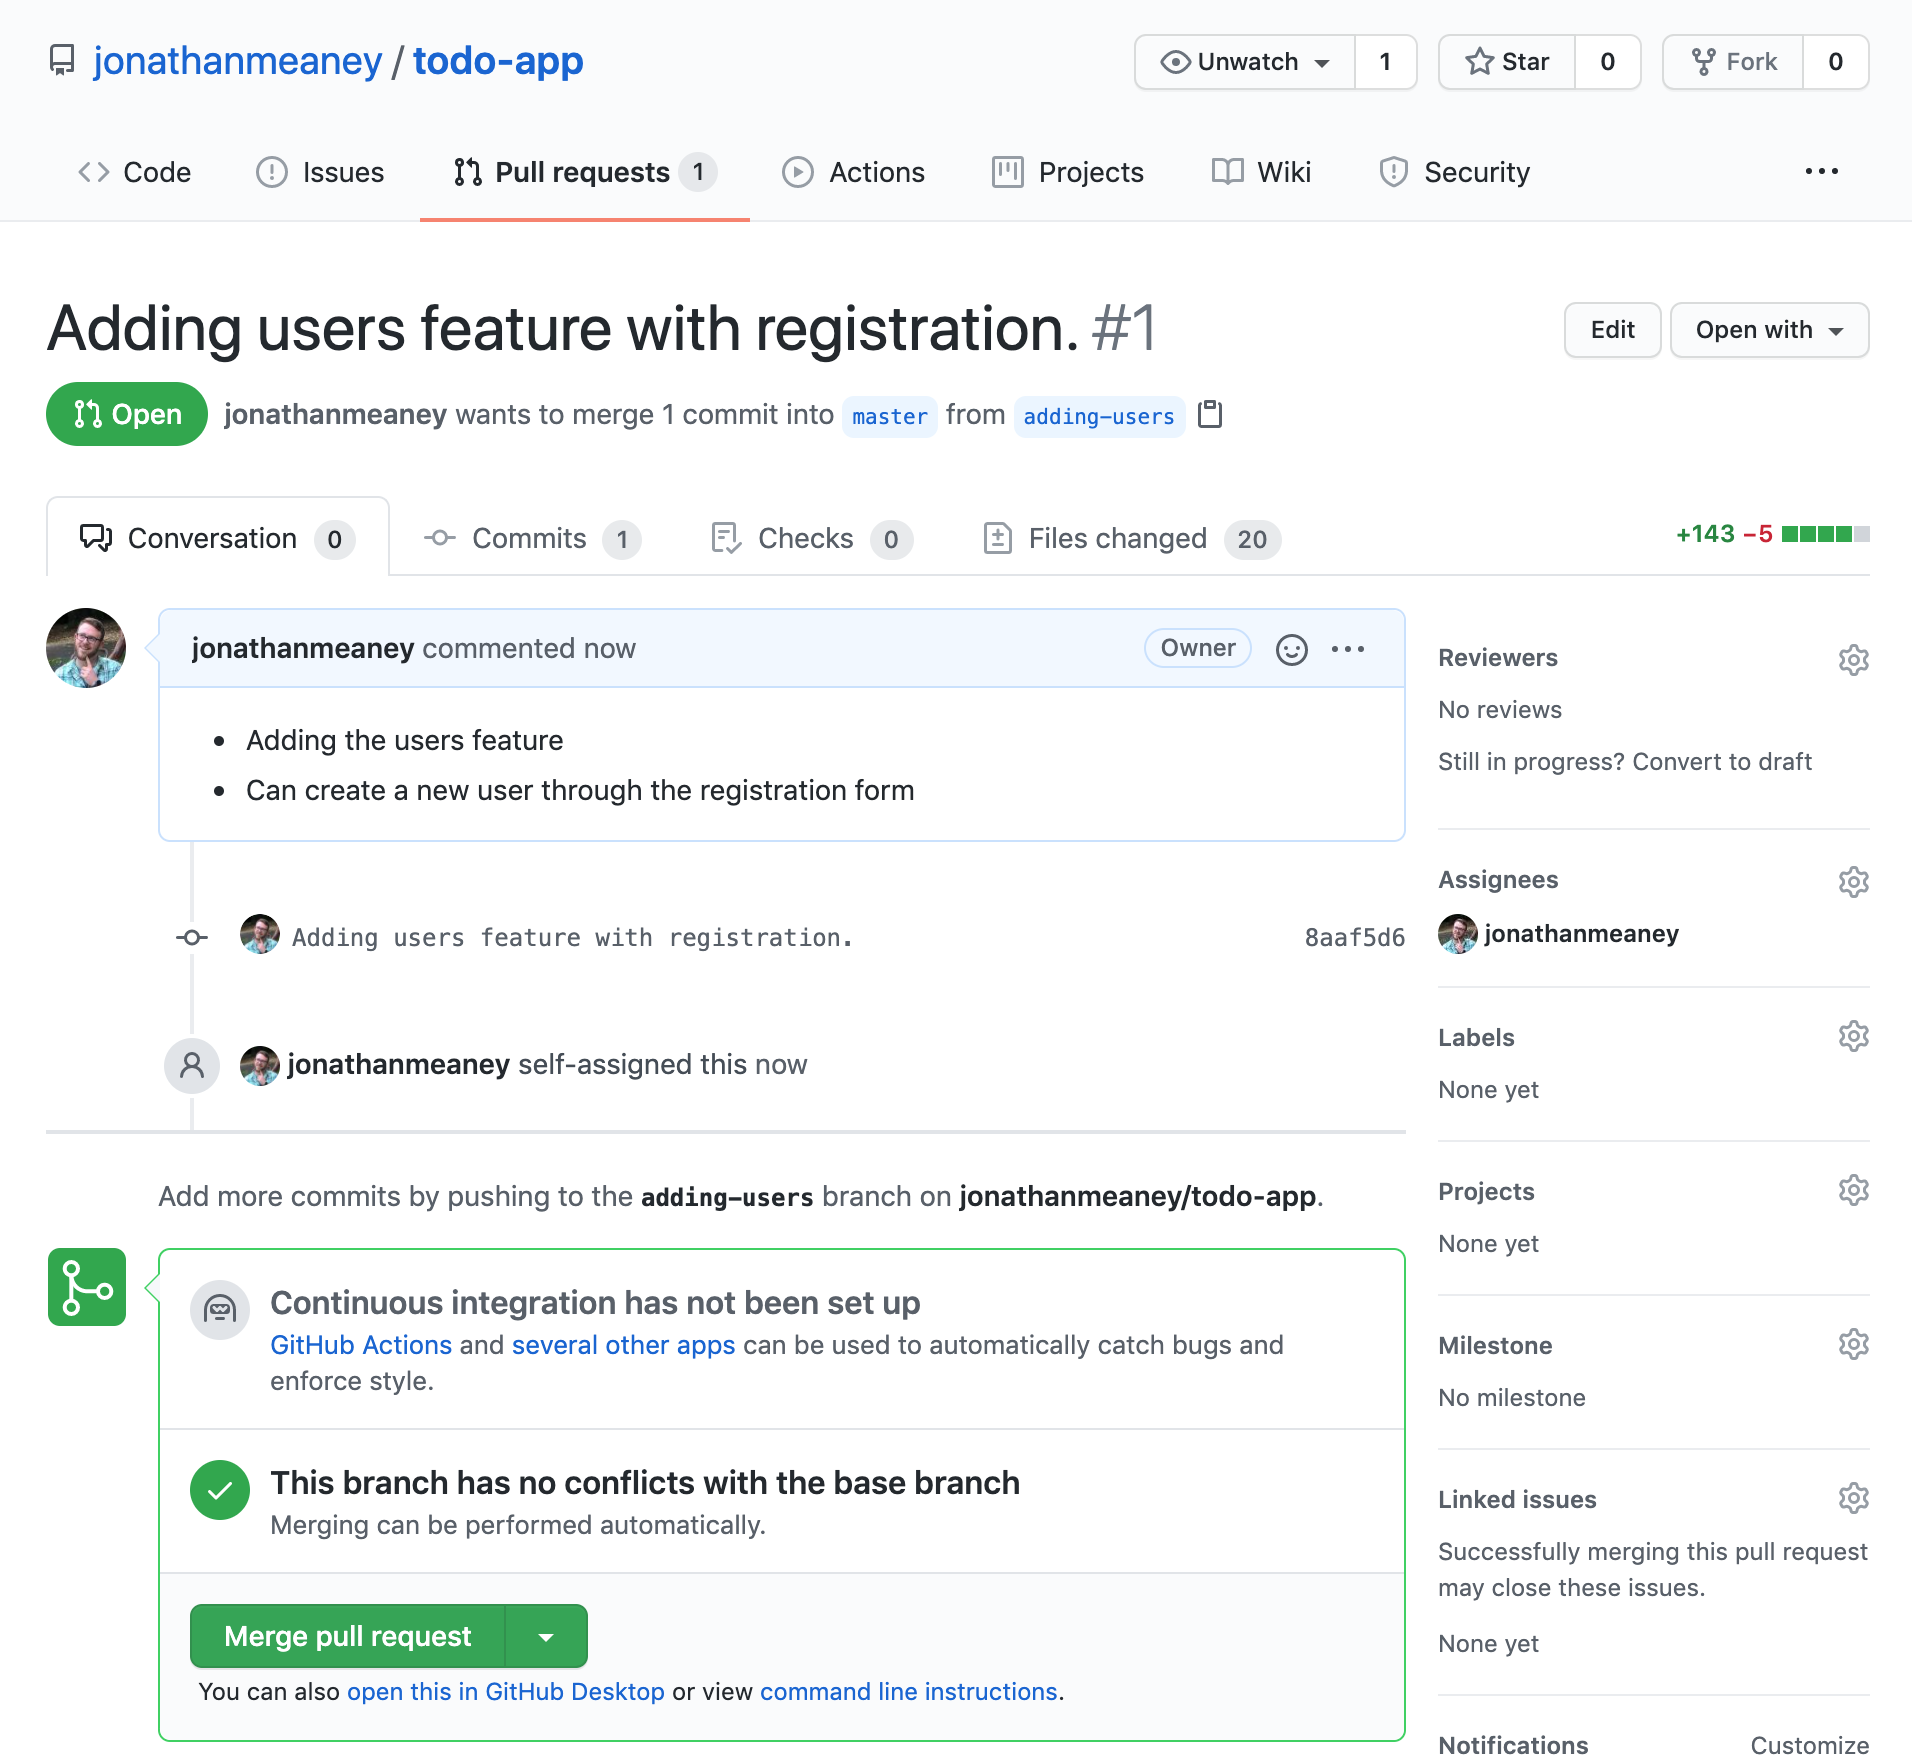 jonathanmeaney / todo-app
Unwatch 1
Star 0
Fork 0
Code
Issues
Pull requests 1
Actions
Projects
Wiki
Security
Adding users feature with registration. #1
Edit
Open with
Open
jonathanmeaney wants to merge 1 commit into master from adding-users
Conversation 0
Commits 1
Checks 0
Files changed 20
+143 −5
jonathanmeaney commented now
Owner
• Adding the users feature
• Can create a new user through the registration form
Adding users feature with registration. 8aaf5d6
jonathanmeaney self-assigned this now
Add more commits by pushing to the adding-users branch on jonathanmeaney/todo-app.
Continuous integration has not been set up
GitHub Actions and several other apps can be used to automatically catch bugs and
enforce style.
This branch has no conflicts with the base branch
Merging can be performed automatically.
Merge pull request
You can also open this in GitHub Desktop or view command line instructions.
Reviewers
No reviews
Still in progress? Convert to draft
Assignees
jonathanmeaney
Labels
None yet
Projects
None yet
Milestone
No milestone
Linked issues
Successfully merging this pull request
may close these issues.
None yet
Notifications
Customize